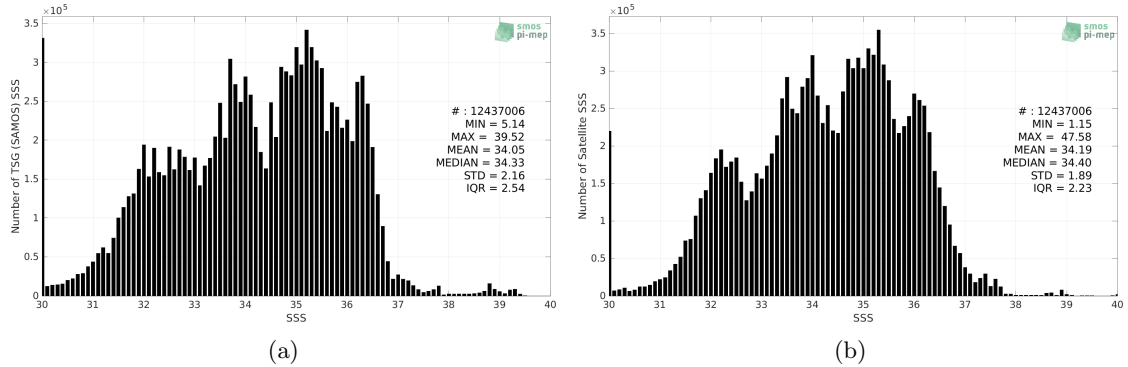 ×10^5
3.5
3
2.5
2
1.5
1
0.5
0
Number of TSG (SAMOS) SSS
30 31 32 33 34 35 36 37 38 39 40
SSS
smos
pi-mep
# : 12437006
MIN = 5.14
MAX = 39.52
MEAN = 34.05
MEDIAN = 34.33
STD = 2.16
IQR = 2.54
(a)
×10^5
3.5
3
2.5
2
1.5
1
0.5
0
Number of Satellite SSS
30 31 32 33 34 35 36 37 38 39 40
SSS
smos
pi-mep
# : 12437006
MIN = 1.15
MAX = 47.58
MEAN = 34.19
MEDIAN = 34.40
STD = 1.89
IQR = 2.23
(b)